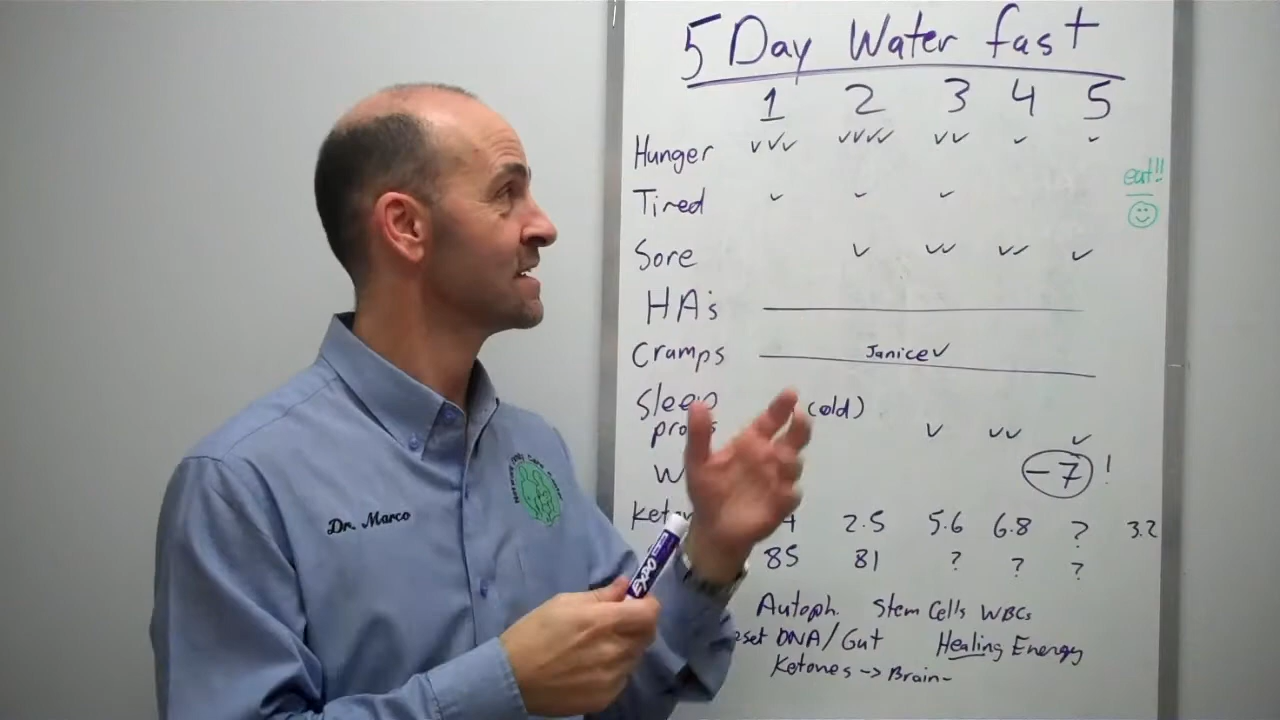 5 Day Water fast
1 2 3 4 5
Hunger ✓✓✓ ✓✓✓✓ ✓✓ ✓ ✓
eat!!
Tired ✓ ✓ ✓
Sore ✓ ✓✓ ✓✓ ✓
HA's
Cramps Janice ✓
Sleep (old)
✓ ✓✓ ✓
-7 !
2.5 5.6 6.8 ? 3.2
85 81 ? ? ?
Autoph. Stem Cells WBCs
DNA/Gut Healing Energy
Ketones -> Brain-
Dr. Marco
EXPO